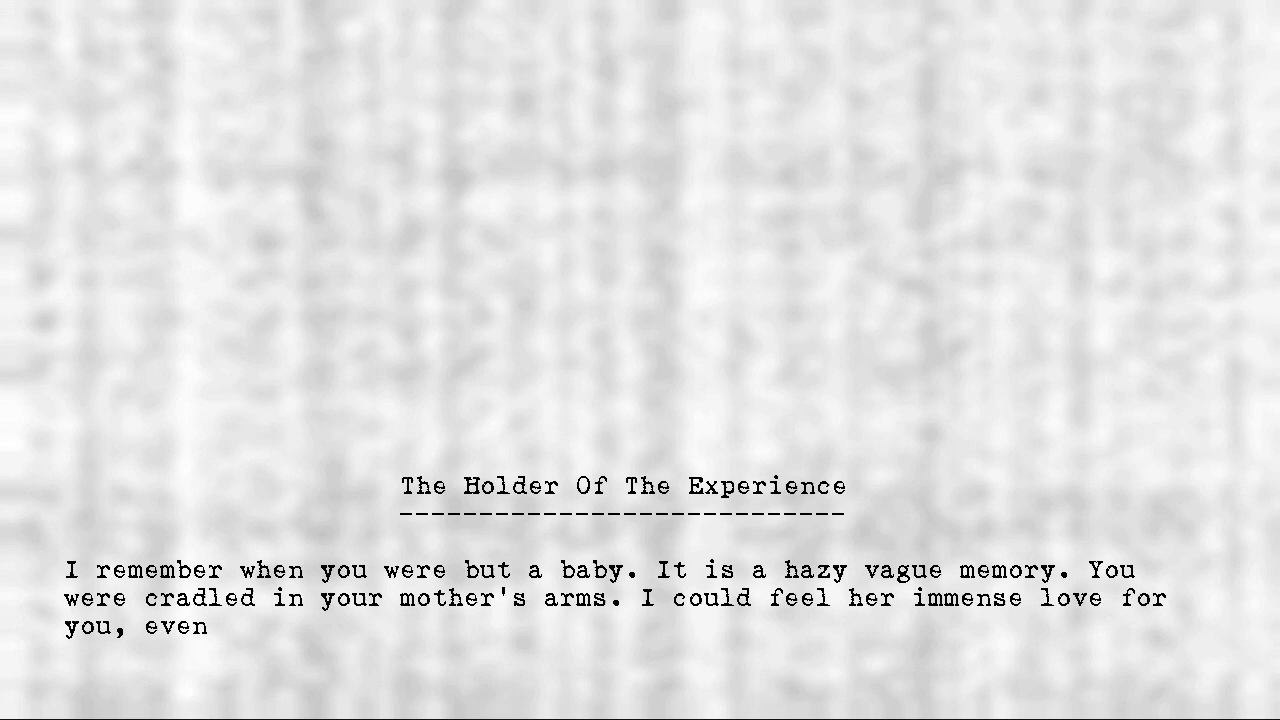 The Holder Of The Experience
----------------------------
I remember when you were but a baby. It is a hazy vague memory. You
were cradled in your mother's arms. I could feel her immense love for
you, even